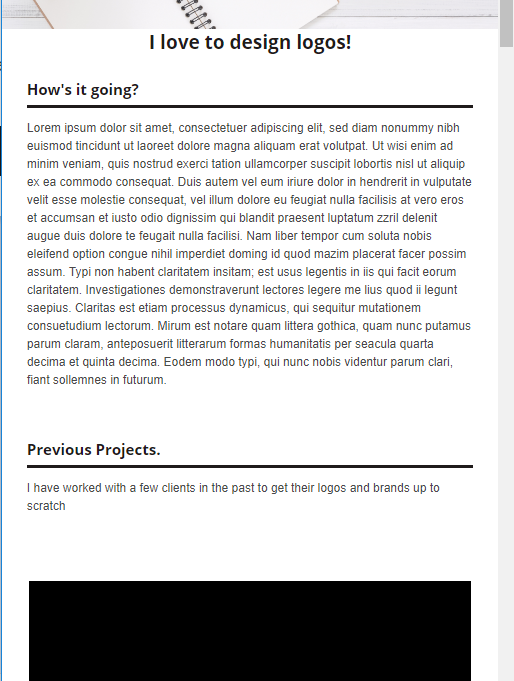 I love to design logos!
How's it going?
Lorem ipsum dolor sit amet, consectetuer adipiscing elit, sed diam nonummy nibh
euismod tincidunt ut laoreet dolore magna aliquam erat volutpat. Ut wisi enim ad
minim veniam, quis nostrud exerci tation ullamcorper suscipit lobortis nisl ut aliquip
ex ea commodo consequat. Duis autem vel eum iriure dolor in hendrerit in vulputate
velit esse molestie consequat, vel illum dolore eu feugiat nulla facilisis at vero eros
et accumsan et iusto odio dignissim qui blandit praesent luptatum zzril delenit
augue duis dolore te feugait nulla facilisi. Nam liber tempor cum soluta nobis
eleifend option congue nihil imperdiet doming id quod mazim placerat facer possim
assum. Typi non habent claritatem insitam; est usus legentis in iis qui facit eorum
claritatem. Investigationes demonstraverunt lectores legere me lius quod ii legunt
saepius. Claritas est etiam processus dynamicus, qui sequitur mutationem
consuetudium lectorum. Mirum est notare quam littera gothica, quam nunc putamus
parum claram, anteposuerit litterarum formas humanitatis per seacula quarta
decima et quinta decima. Eodem modo typi, qui nunc nobis videntur parum clari,
fiant sollemnes in futurum.
Previous Projects.
I have worked with a few clients in the past to get their logos and brands up to
scratch